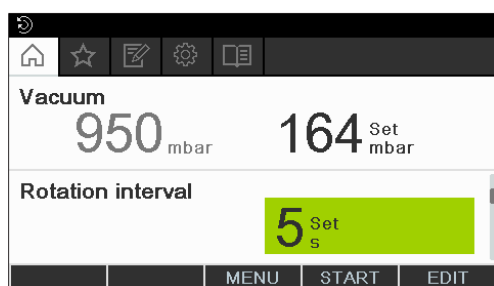 Vacuum
950 mbar 164 Set mbar
Rotation interval
5 Set s
MENU START EDIT